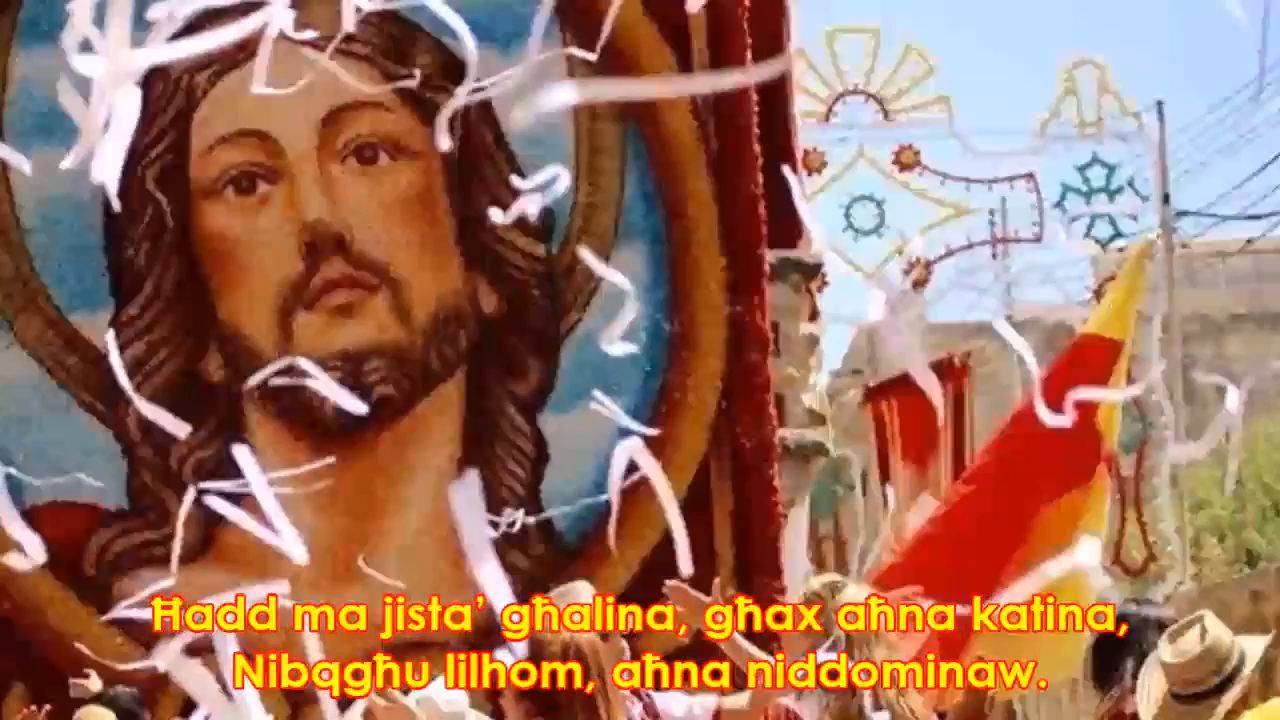 Ħadd ma jista’ għalina, għax aħna katina,
Nibqgħu lilhom, aħna niddominaw.